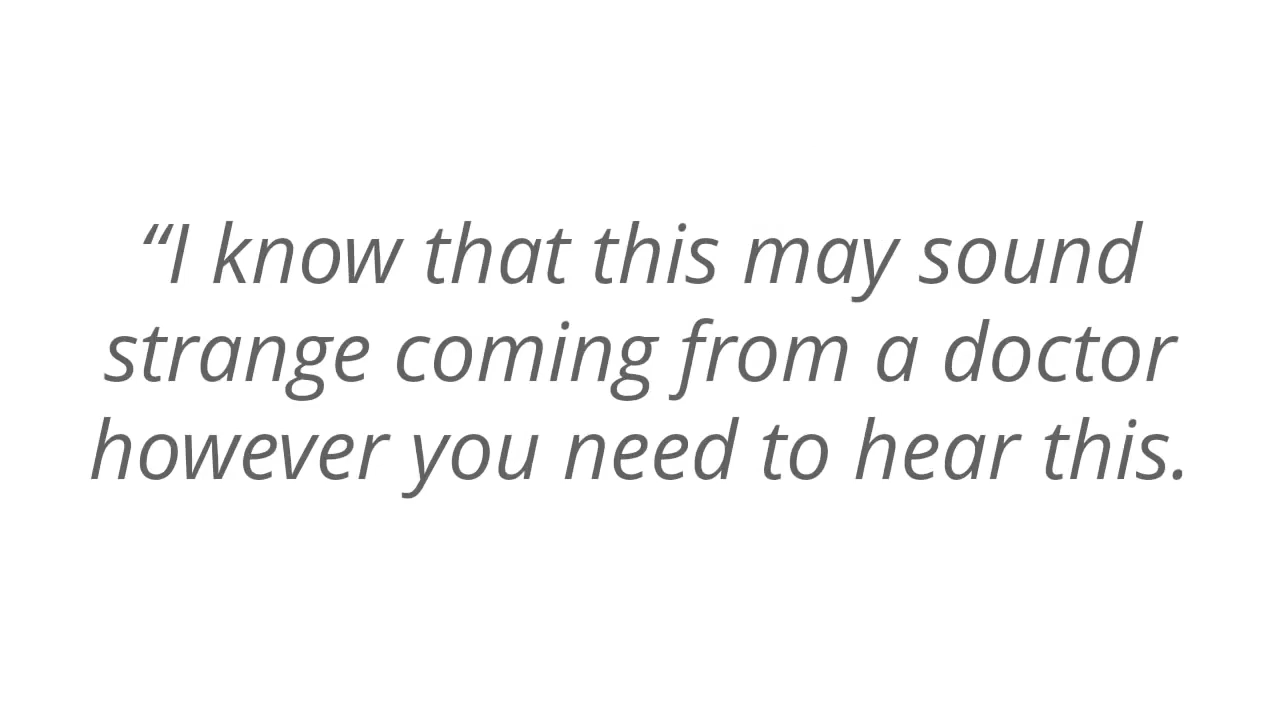 “I know that this may sound
strange coming from a doctor
however you need to hear this.